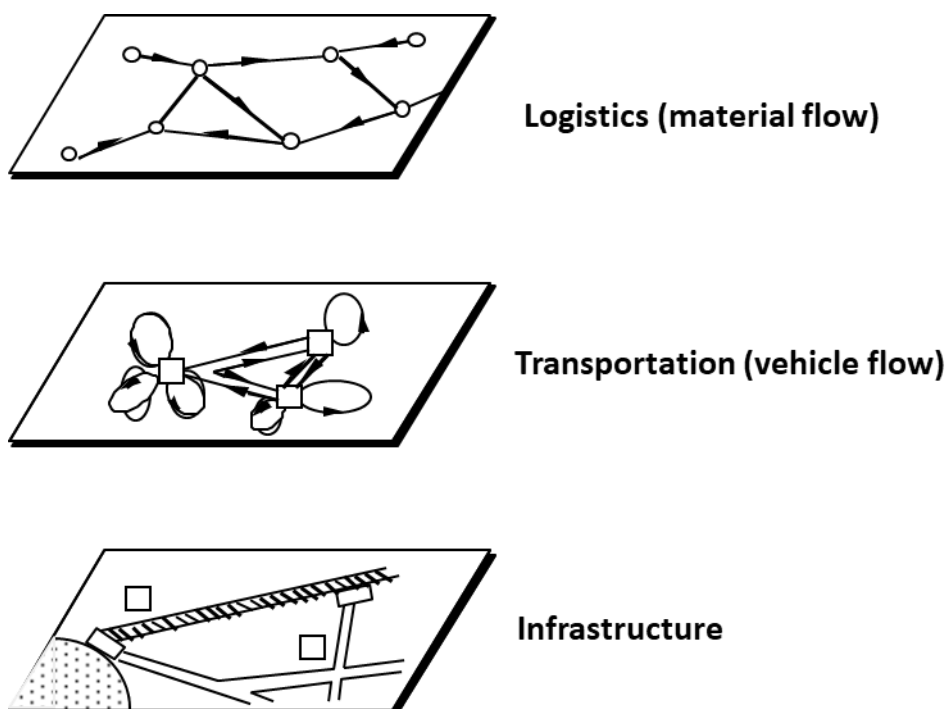 Logistics (material flow)
Transportation (vehicle flow)
Infrastructure